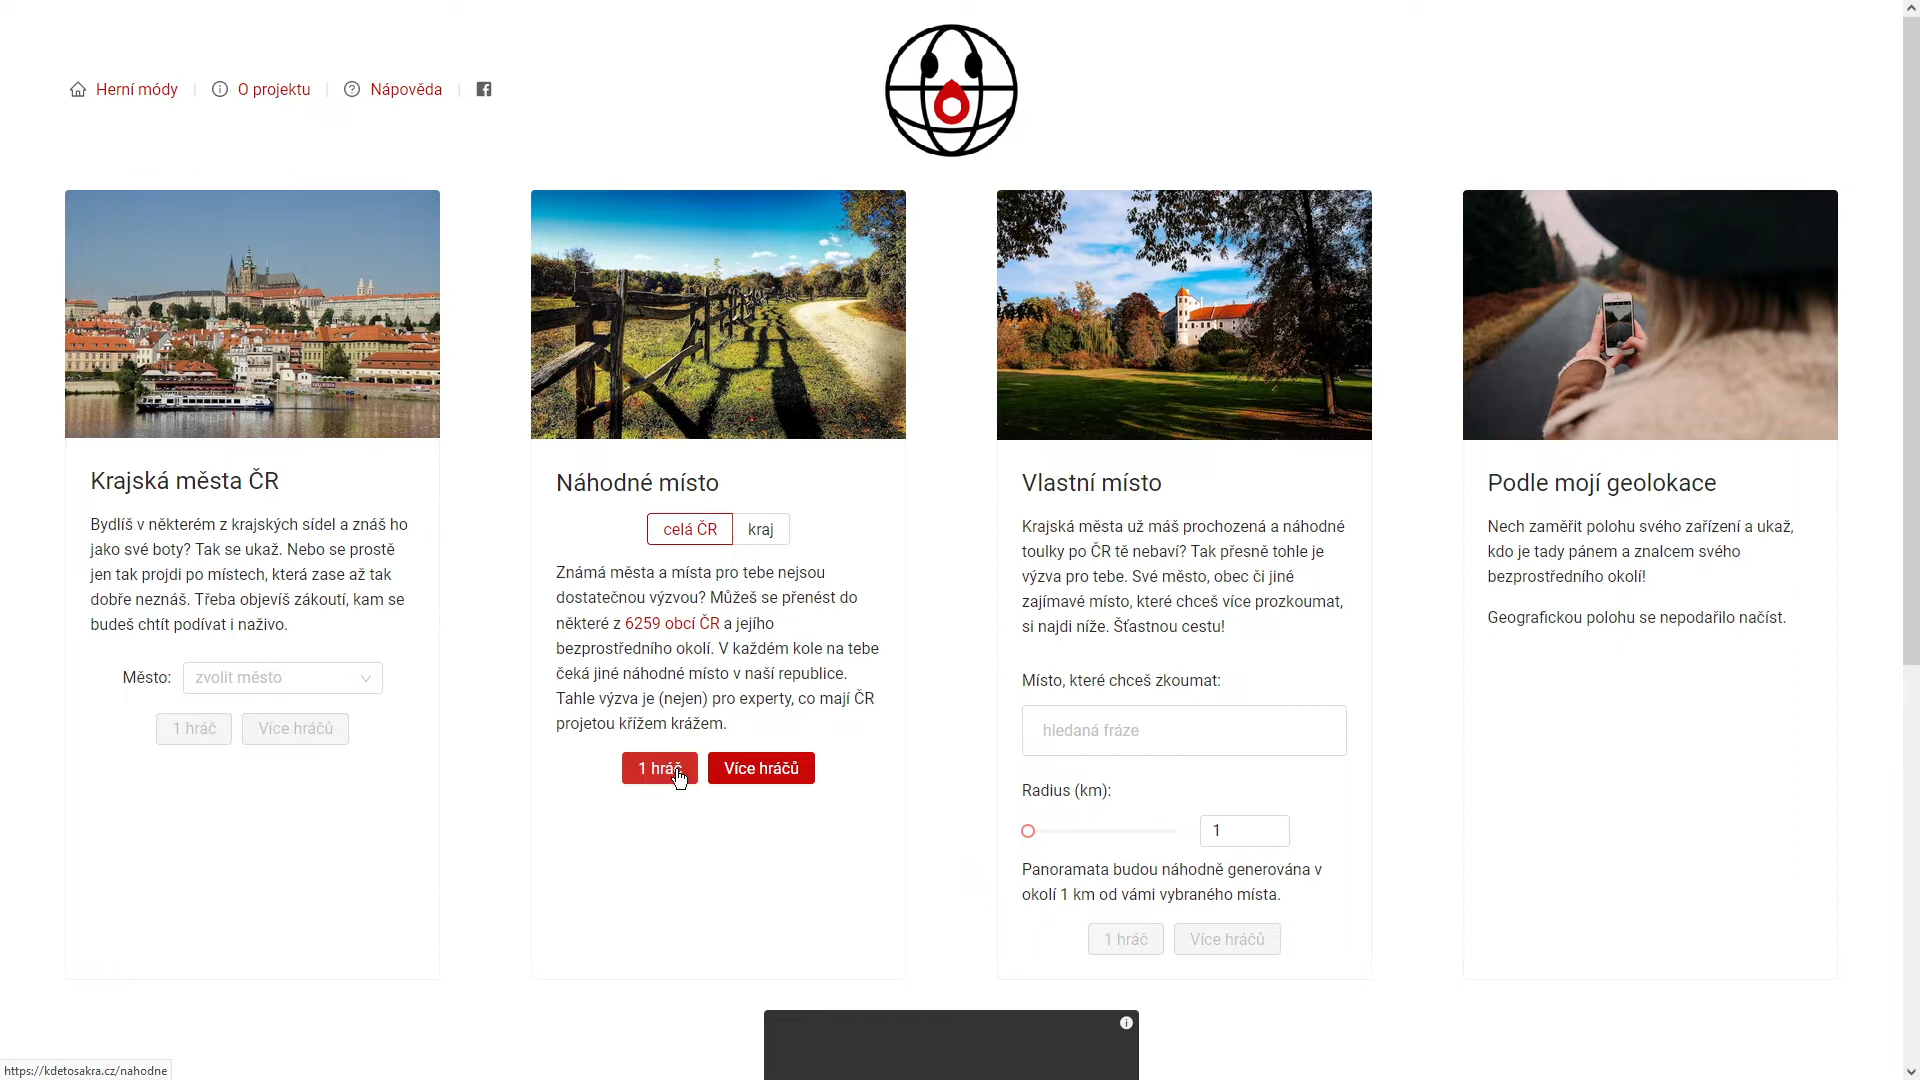 Herní módy
O projektu
Nápověda
Krajská města ČR
Bydlíš v některém z krajských sídel a znáš ho
jako své boty? Tak se ukaž. Nebo se prostě
jen tak projdi po místech, která zase až tak
dobře neznáš. Třeba objevíš zákoutí, kam se
budeš chtít podívat i naživo.
Město:
zvolit město
1 hráč
Více hráčů
Náhodné místo
celá ČR
kraj
Známá města a místa pro tebe nejsou
dostatečnou výzvou? Můžeš se přenést do
některé z 6259 obcí ČR a jejího
bezprostředního okolí. V každém kole na tebe
čeká jiné náhodné místo v naší republice.
Tahle výzva je (nejen) pro experty, co mají ČR
projetou křížem krážem.
1 hráč
Více hráčů
Vlastní místo
Krajská města už máš prochozená a náhodné
toulky po ČR tě nebaví? Tak přesně tohle je
výzva pro tebe. Své město, obec či jiné
zajímavé místo, které chceš více prozkoumat,
si najdi níže. Šťastnou cestu!
Místo, které chceš zkoumat:
hledaná fráze
Radius (km):
1
Panoramata budou náhodně generována v
okolí 1 km od vámi vybraného místa.
1 hráč
Více hráčů
Podle mojí geolokace
Nech zaměřit polohu svého zařízení a ukaž,
kdo je tady pánem a znalcem svého
bezprostředního okolí!
Geografickou polohu se nepodařilo načíst.
https://kdetosakra.cz/nahodne